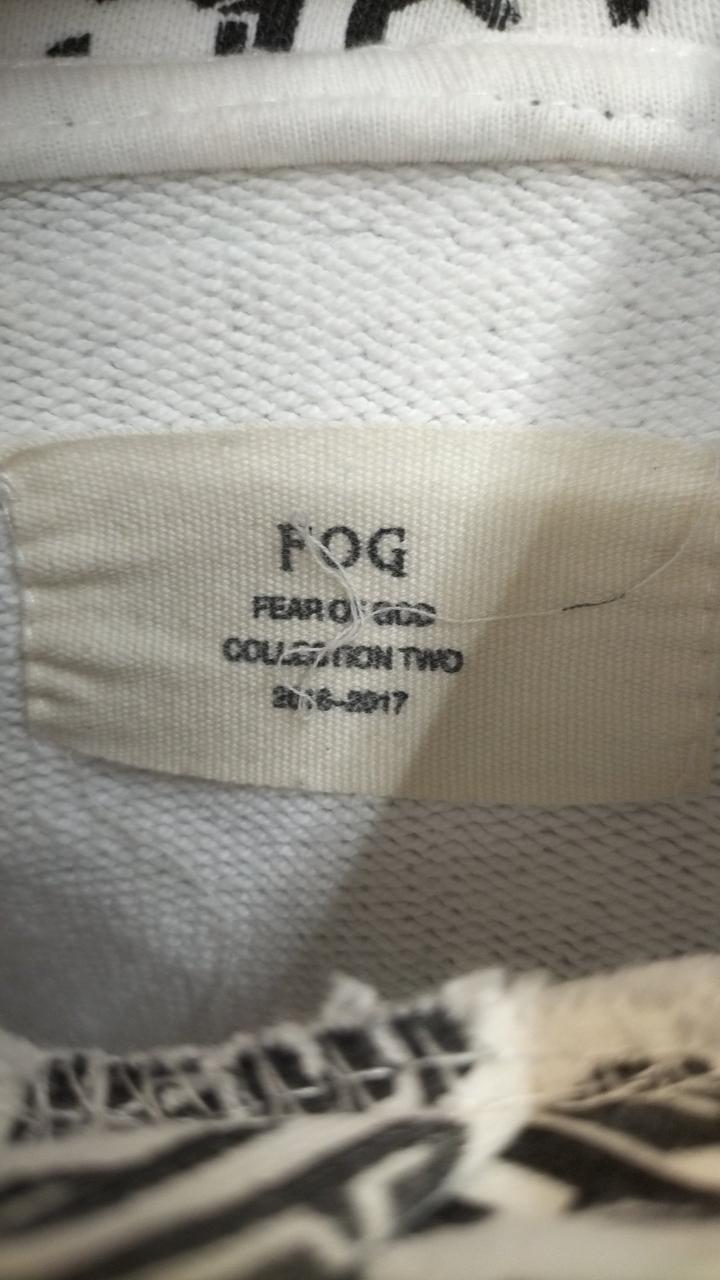 FOG
FEAR OF GOD
COLLECTION TWO
2016-2017